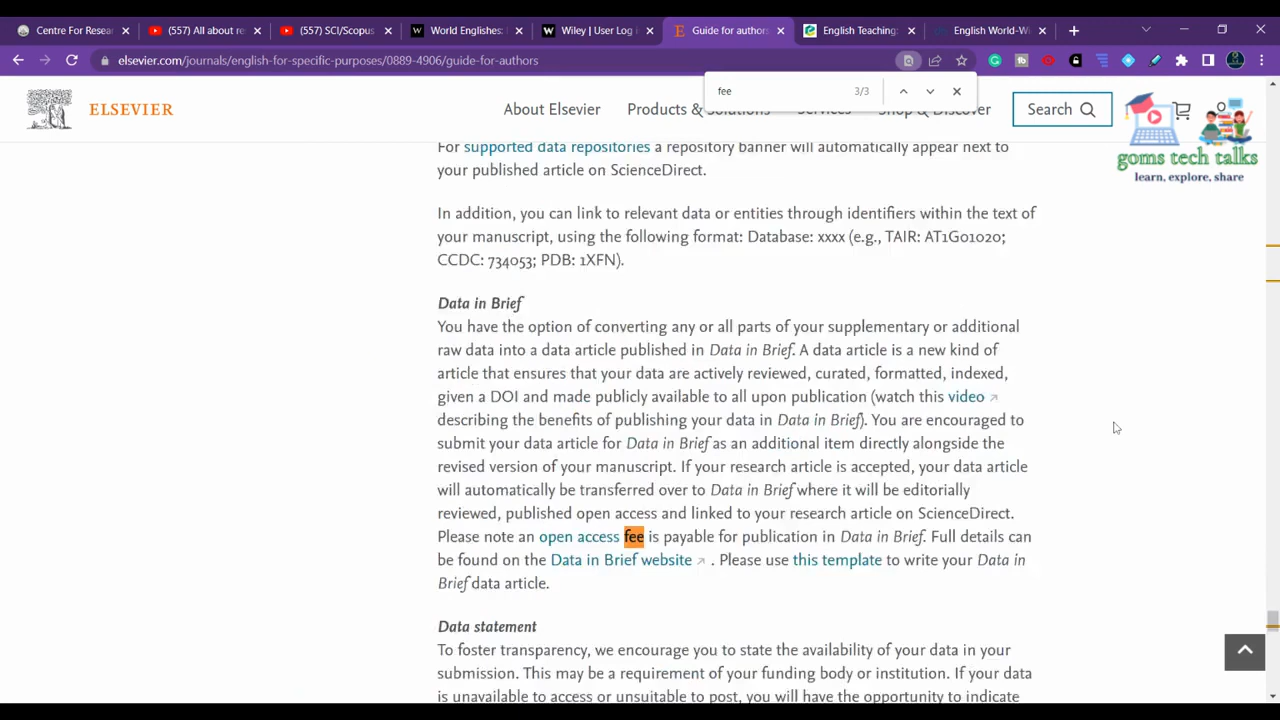 Centre For Resea
(557) All about re
(557) SCI/Scopus
World Englishes:
Wiley | User Log i
Guide for authors
English Teaching:
English World-Wi
elsevier.com/journals/english-for-specific-purposes/0889-4906/guide-for-authors
fee 3/3
ELSEVIER
About Elsevier Products & Solutions Services Shop & Discover
Search
goms tech talks
learn, explore, share
For supported data repositories a repository banner will automatically appear next to
your published article on ScienceDirect.
In addition, you can link to relevant data or entities through identifiers within the text of
your manuscript, using the following format: Database: xxxx (e.g., TAIR: AT1G01020;
CCDC: 734053; PDB: 1XFN).
Data in Brief
You have the option of converting any or all parts of your supplementary or additional
raw data into a data article published in Data in Brief. A data article is a new kind of
article that ensures that your data are actively reviewed, curated, formatted, indexed,
given a DOI and made publicly available to all upon publication (watch this video
describing the benefits of publishing your data in Data in Brief). You are encouraged to
submit your data article for Data in Brief as an additional item directly alongside the
revised version of your manuscript. If your research article is accepted, your data article
will automatically be transferred over to Data in Brief where it will be editorially
reviewed, published open access and linked to your research article on ScienceDirect.
Please note an open access fee is payable for publication in Data in Brief. Full details can
be found on the Data in Brief website . Please use this template to write your Data in
Brief data article.
Data statement
To foster transparency, we encourage you to state the availability of your data in your
submission. This may be a requirement of your funding body or institution. If your data
is unavailable to access or unsuitable to post, you will have the opportunity to indicate